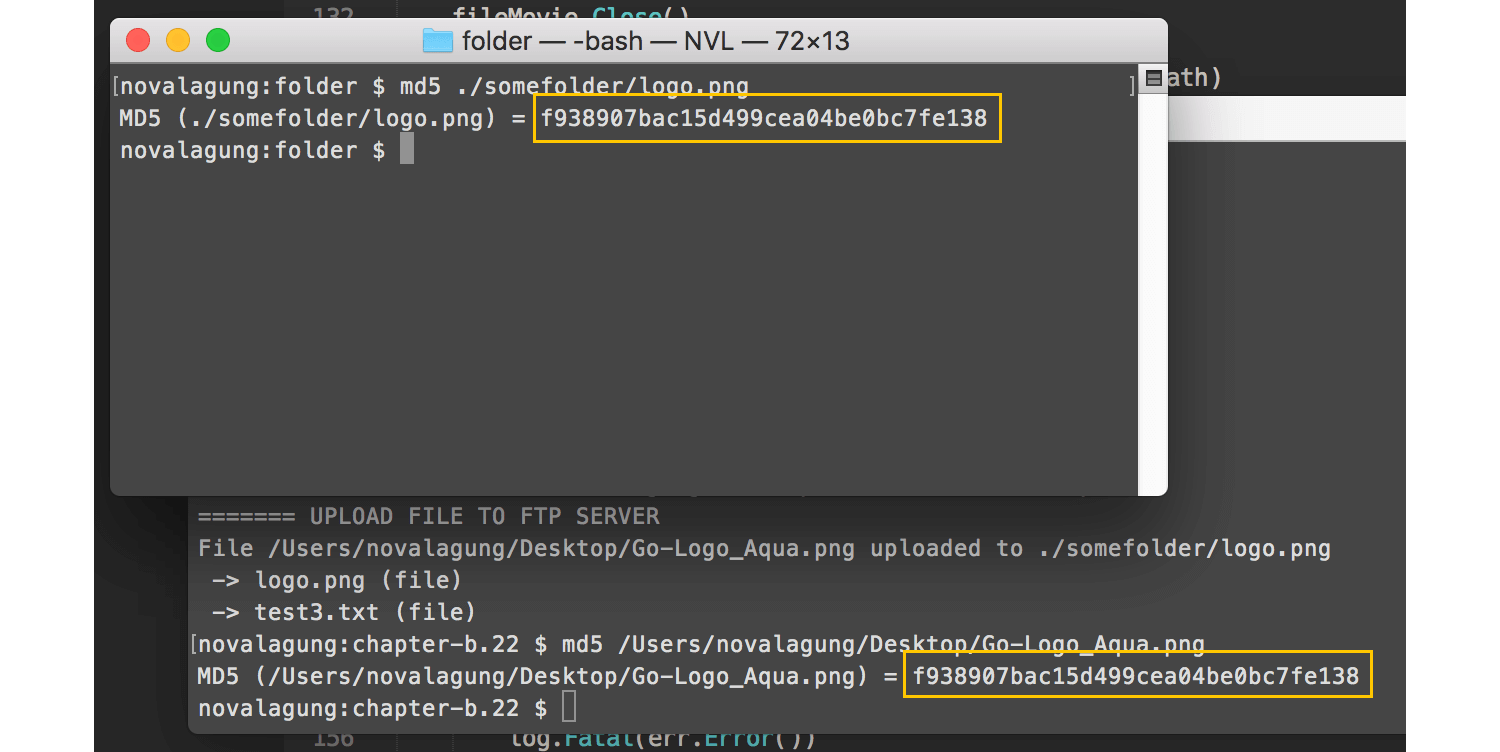 132 fileMovie.Close()
folder — -bash — NVL — 72×13
ath)
[novalagung:folder $ md5 ./somefolder/logo.png ]
MD5 (./somefolder/logo.png) = f938907bac15d499cea04be0bc7fe138
novalagung:folder $
======= UPLOAD FILE TO FTP SERVER
File /Users/novalagung/Desktop/Go-Logo_Aqua.png uploaded to ./somefolder/logo.png
-> logo.png (file)
-> test3.txt (file)
[novalagung:chapter-b.22 $ md5 /Users/novalagung/Desktop/Go-Logo_Aqua.png
MD5 (/Users/novalagung/Desktop/Go-Logo_Aqua.png) = f938907bac15d499cea04be0bc7fe138
novalagung:chapter-b.22 $
156 log.Fatal(err.Error())